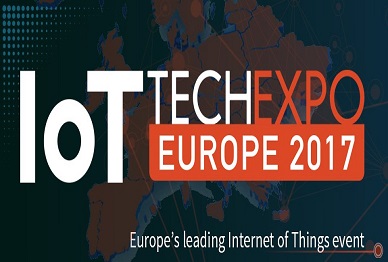 IoT TECHEXPO
EUROPE 2017
Europe's leading Internet of Things event